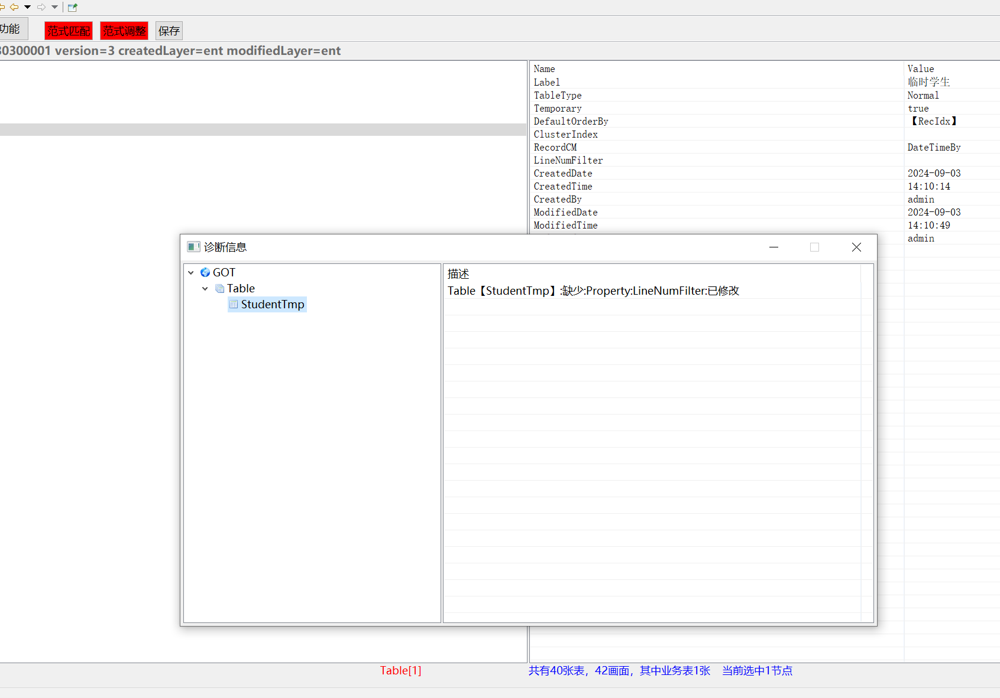 功能
范式匹配
范式调整
保存
30300001 version=3 createdLayer=ent modifiedLayer=ent
Name Value
Label 临时学生
TableType Normal
Temporary true
DefaultOrderBy 【RecIdx】
ClusterIndex
RecordCM DateTimeBy
LineNumFilter
CreatedDate 2024-09-03
CreatedTime 14:10:14
CreatedBy admin
ModifiedDate 2024-09-03
ModifiedTime 14:10:49
admin
诊断信息
GOT
Table
StudentTmp
描述
Table【StudentTmp】:缺少:Property:LineNumFilter:已修改
Table[1]
共有40张表，42画面，其中业务表1张 当前选中1节点